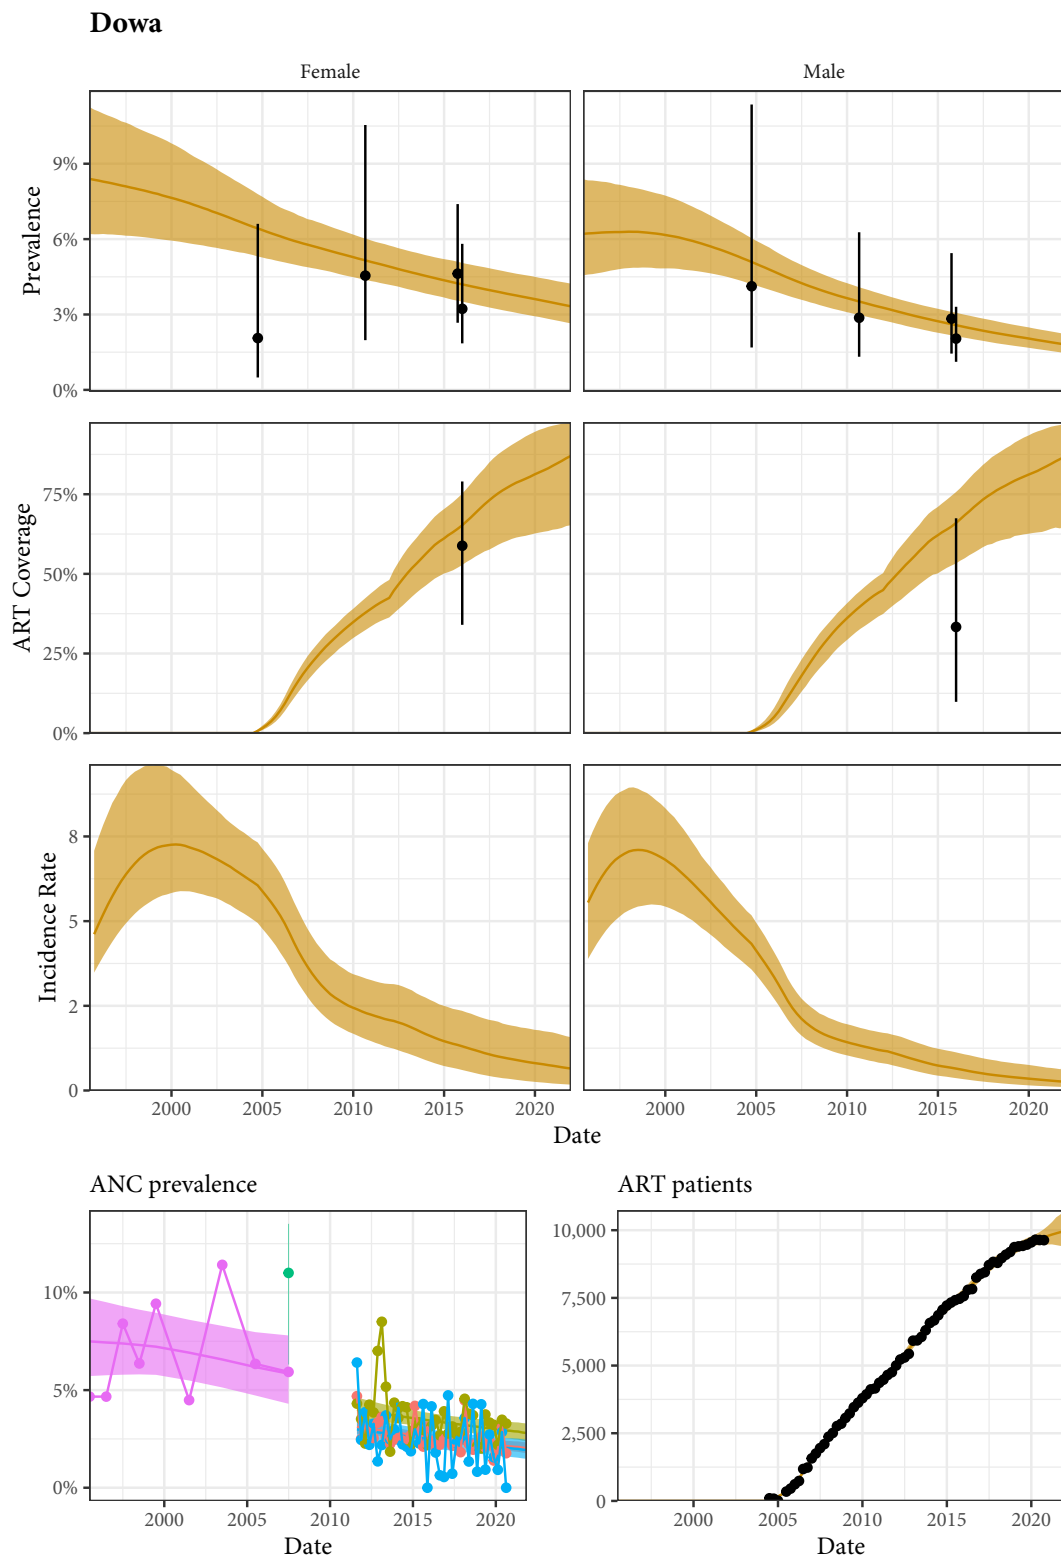 Dowa
Female
Male
Prevalence
9%
6%
3%
0%
ART Coverage
75%
50%
25%
0%
Incidence Rate
8
5
2
0
2000 2005 2010 2015 2020
2000 2005 2010 2015 2020
Date
ANC prevalence
10%
5%
0%
2000 2005 2010 2015 2020
Date
ART patients
10,000
7,500
5,000
2,500
0
2000 2005 2010 2015 2020
Date